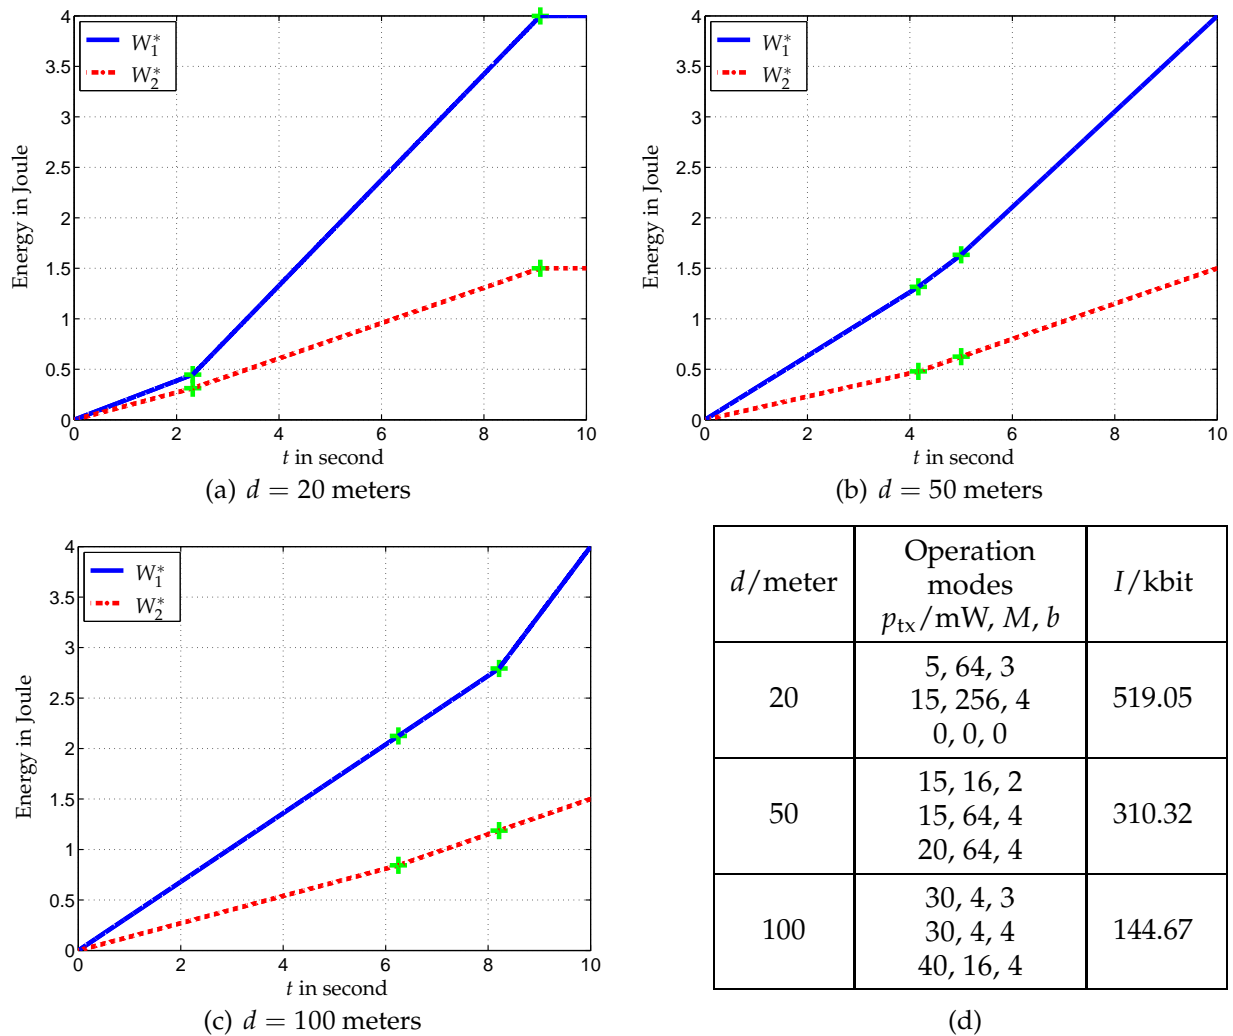 4
3.5
3
2.5
2
1.5
1
0.5
0
Energy in Joule
W₁*
W₂*
0 2 4 6 8 10
t in second
(a) d = 20 meters
4
3.5
3
2.5
2
1.5
1
0.5
0
Energy in Joule
W₁*
W₂*
0 2 4 6 8 10
t in second
(b) d = 50 meters
4
3.5
3
2.5
2
1.5
1
0.5
0
Energy in Joule
W₁*
W₂*
0 2 4 6 8 10
t in second
(c) d = 100 meters
d/meter
Operation
modes
p_tx/mW, M, b
I/kbit
20
5, 64, 3
15, 256, 4
0, 0, 0
519.05
50
15, 16, 2
15, 64, 4
20, 64, 4
310.32
100
30, 4, 3
30, 4, 4
40, 16, 4
144.67
(d)